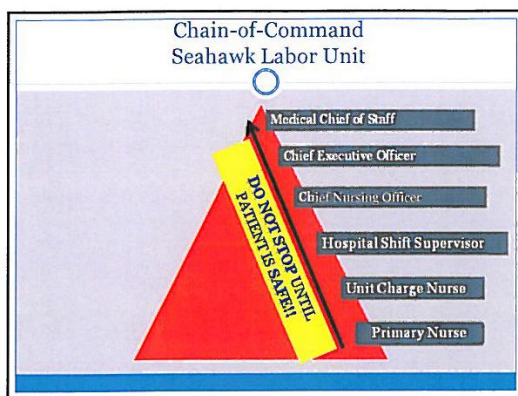 Chain-of-Command
Seahawk Labor Unit
Medical Chief of Staff
Chief Executive Officer
Chief Nursing Officer
Hospital Shift Supervisor
Unit Charge Nurse
Primary Nurse
DO NOT STOP UNTIL
PATIENT IS SAFE!!